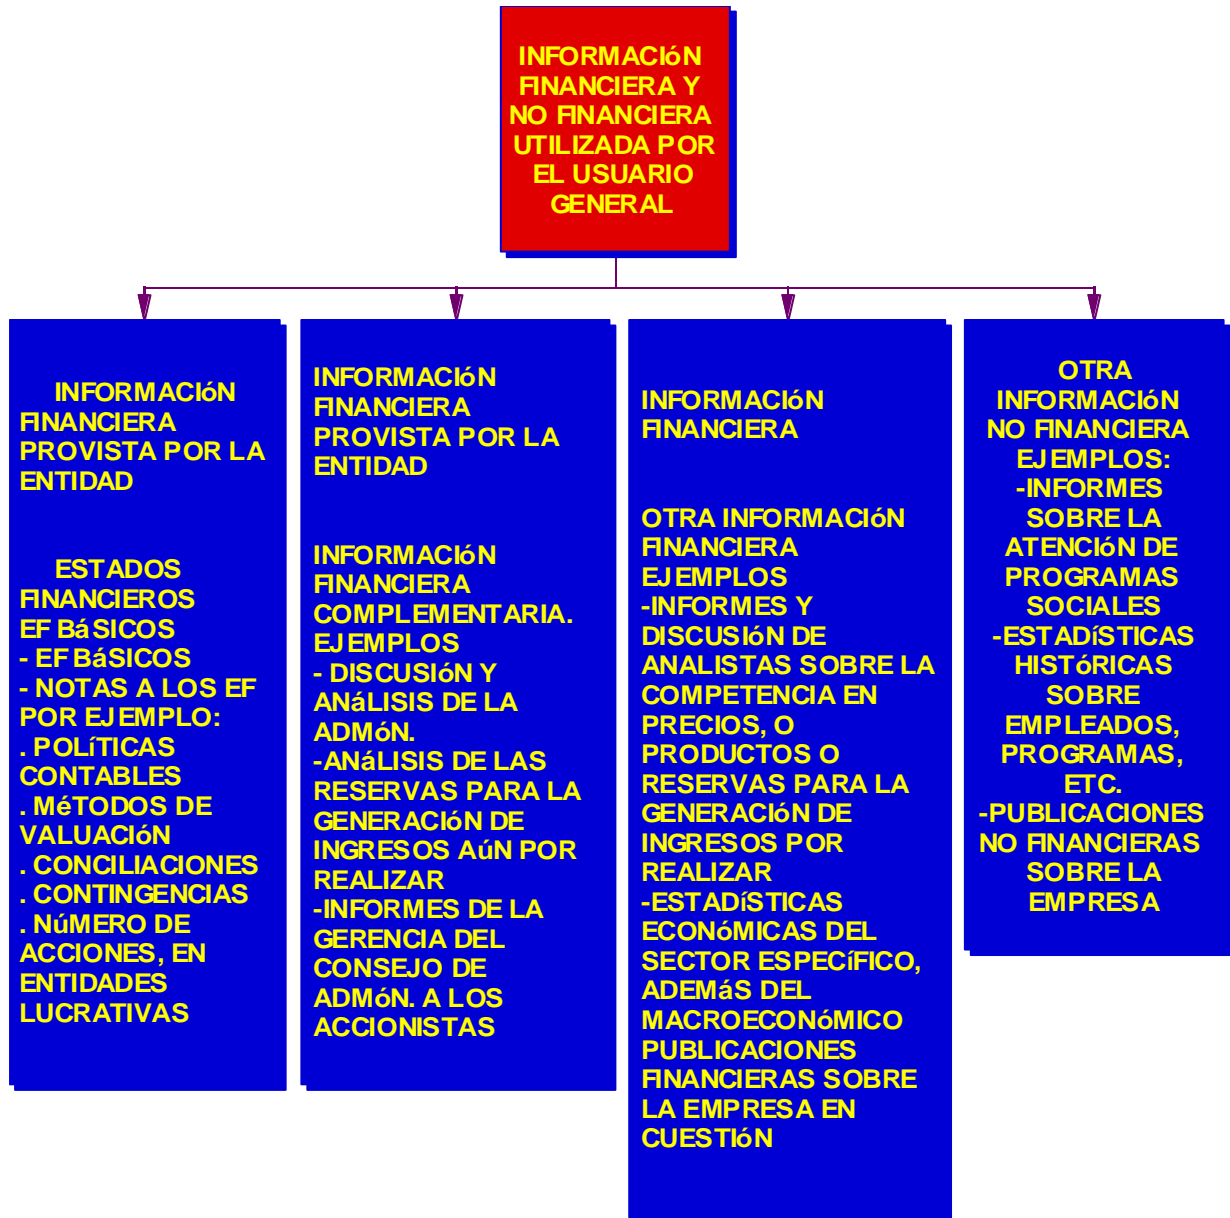 INFORMACIóN
FINANCIERA Y
NO FINANCIERA
UTILIZADA POR
EL USUARIO
GENERAL
INFORMACIóN
FINANCIERA
PROVISTA POR LA
ENTIDAD
ESTADOS
FINANCIEROS
EF BáSICOS
- EF BáSICOS
- NOTAS A LOS EF
POR EJEMPLO:
. POLíTICAS
CONTABLES
. MéTODOS DE
VALUACIóN
. CONCILIACIONES
. CONTINGENCIAS
. NúMERO DE
ACCIONES, EN
ENTIDADES
LUCRATIVAS
INFORMACIóN
FINANCIERA
PROVISTA POR LA
ENTIDAD
INFORMACIóN
FINANCIERA
COMPLEMENTARIA.
EJEMPLOS
- DISCUSIóN Y
ANáLISIS DE LA
ADMóN.
-ANáLISIS DE LAS
RESERVAS PARA LA
GENERACIóN DE
INGRESOS AúN POR
REALIZAR
-INFORMES DE LA
GERENCIA DEL
CONSEJO DE
ADMóN. A LOS
ACCIONISTAS
INFORMACIóN
FINANCIERA
OTRA INFORMACIóN
FINANCIERA
EJEMPLOS
-INFORMES Y
DISCUSIóN DE
ANALISTAS SOBRE LA
COMPETENCIA EN
PRECIOS, O
PRODUCTOS O
RESERVAS PARA LA
GENERACIóN DE
INGRESOS POR
REALIZAR
-ESTADíSTICAS
ECONóMICAS DEL
SECTOR ESPECíFICO,
ADEMáS DEL
MACROECONóMICO
PUBLICACIONES
FINANCIERAS SOBRE
LA EMPRESA EN
CUESTIóN
OTRA
INFORMACIóN
NO FINANCIERA
EJEMPLOS:
-INFORMES
SOBRE LA
ATENCIóN DE
PROGRAMAS
SOCIALES
-ESTADíSTICAS
HISTóRICAS
SOBRE
EMPLEADOS,
PROGRAMAS,
ETC.
-PUBLICACIONES
NO FINANCIERAS
SOBRE LA
EMPRESA